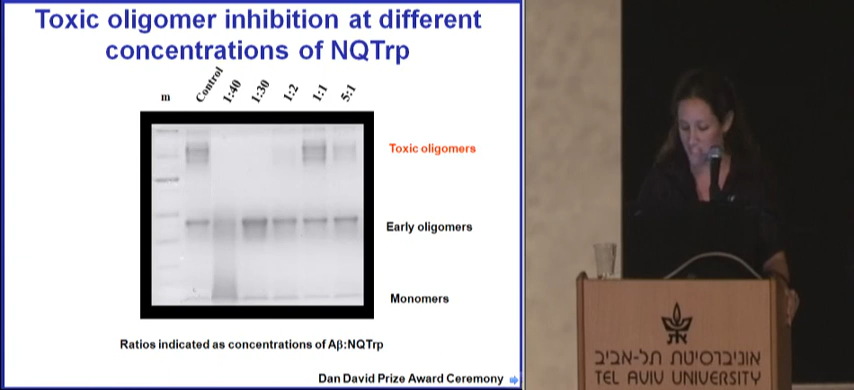 Toxic oligomer inhibition at different
concentrations of NQTrp
m
Control
1:40
1:30
1:2
1:1
5:1
Toxic oligomers
Early oligomers
Monomers
Ratios indicated as concentrations of Aβ:NQTrp
Dan David Prize Award Ceremony
אוניברסיטת תל-אביב
TEL AVIV UNIVERSITY